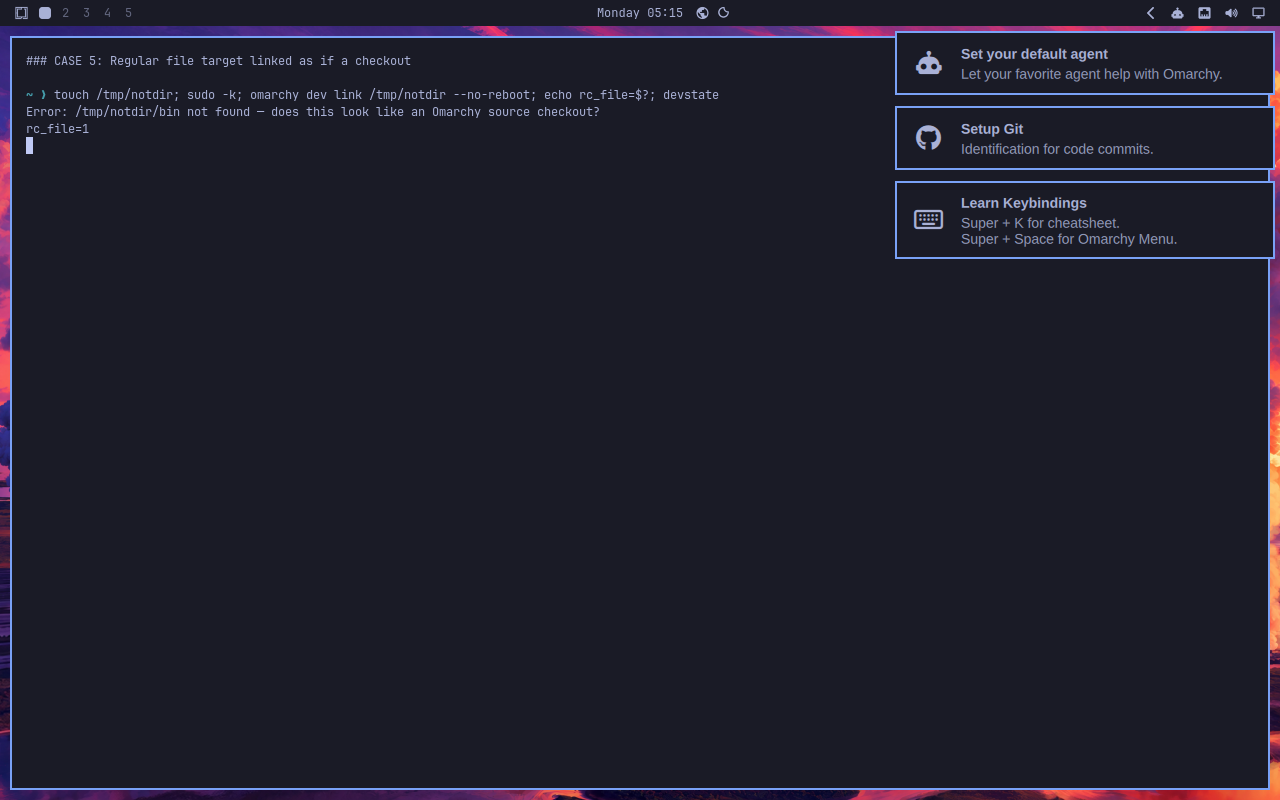 2 3 4 5
Monday 05:15
### CASE 5: Regular file target linked as if a checkout
~ ❯ touch /tmp/notdir; sudo -k; omarchy dev link /tmp/notdir --no-reboot; echo rc_file=$?; devstate
Error: /tmp/notdir/bin not found — does this look like an Omarchy source checkout?
rc_file=1
Set your default agent
Let your favorite agent help with Omarchy.
Setup Git
Identification for code commits.
Learn Keybindings
Super + K for cheatsheet.
Super + Space for Omarchy Menu.